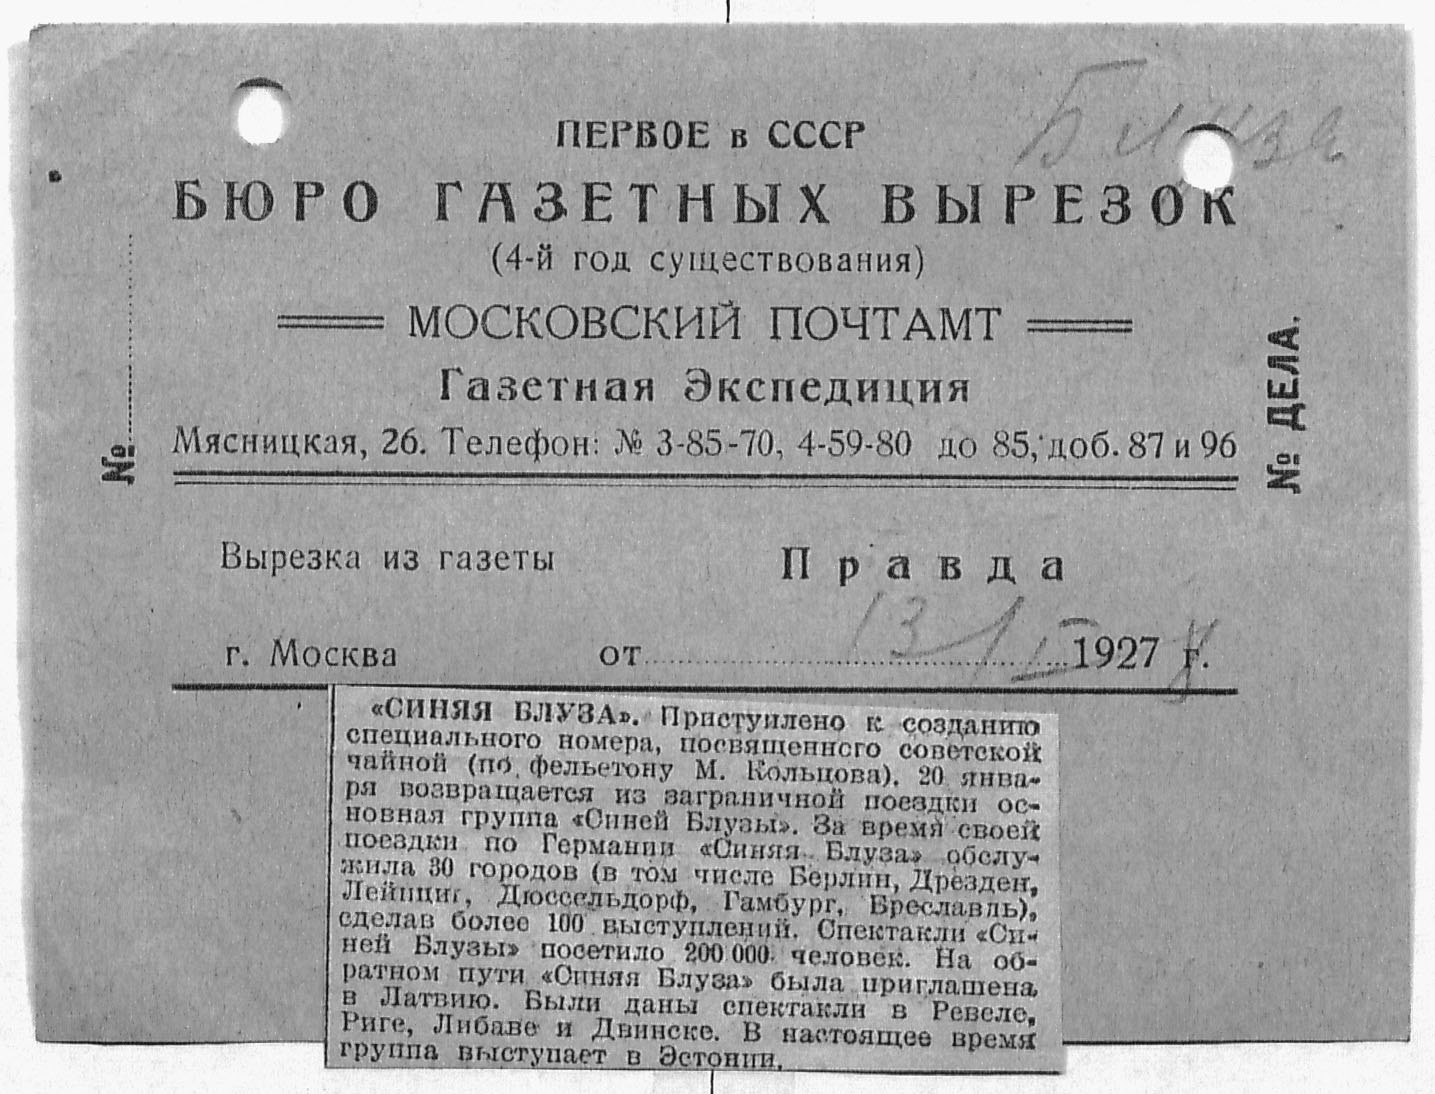 Блуза
ПЕРВОЕ в СССР
БЮРО ГАЗЕТНЫХ ВЫРЕЗОК
(4-й год существования)
МОСКОВСКИЙ ПОЧТАМТ
Газетная Экспедиция
Мясницкая, 26. Телефон: № 3-85-70, 4-59-80 до 85, доб. 87 и 96
№
№ ДЕЛА.
Вырезка из газеты Правда
г. Москва от 13/I 1927 г.
«СИНЯЯ БЛУЗА». Приступлено к созданию
специального номера, посвященного советской
чайной (по фельетону М. Кольцова). 20 янва-
ря возвращается из заграничной поездки ос-
новная группа «Синей Блузы». За время своей
поездки по Германии «Синяя Блуза» обслу-
жила 30 городов (в том числе Берлин, Дрезден,
Лейпциг, Дюссельдорф, Гамбург, Бреславль),
сделав более 100 выступлений. Спектакли «Си-
ней Блузы» посетило 200 000 человек. На об-
ратном пути «Синяя Блуза» была приглашена
в Латвию. Были даны спектакли в Ревеле,
Риге, Либаве и Двинске. В настоящее время
группа выступает в Эстонии.